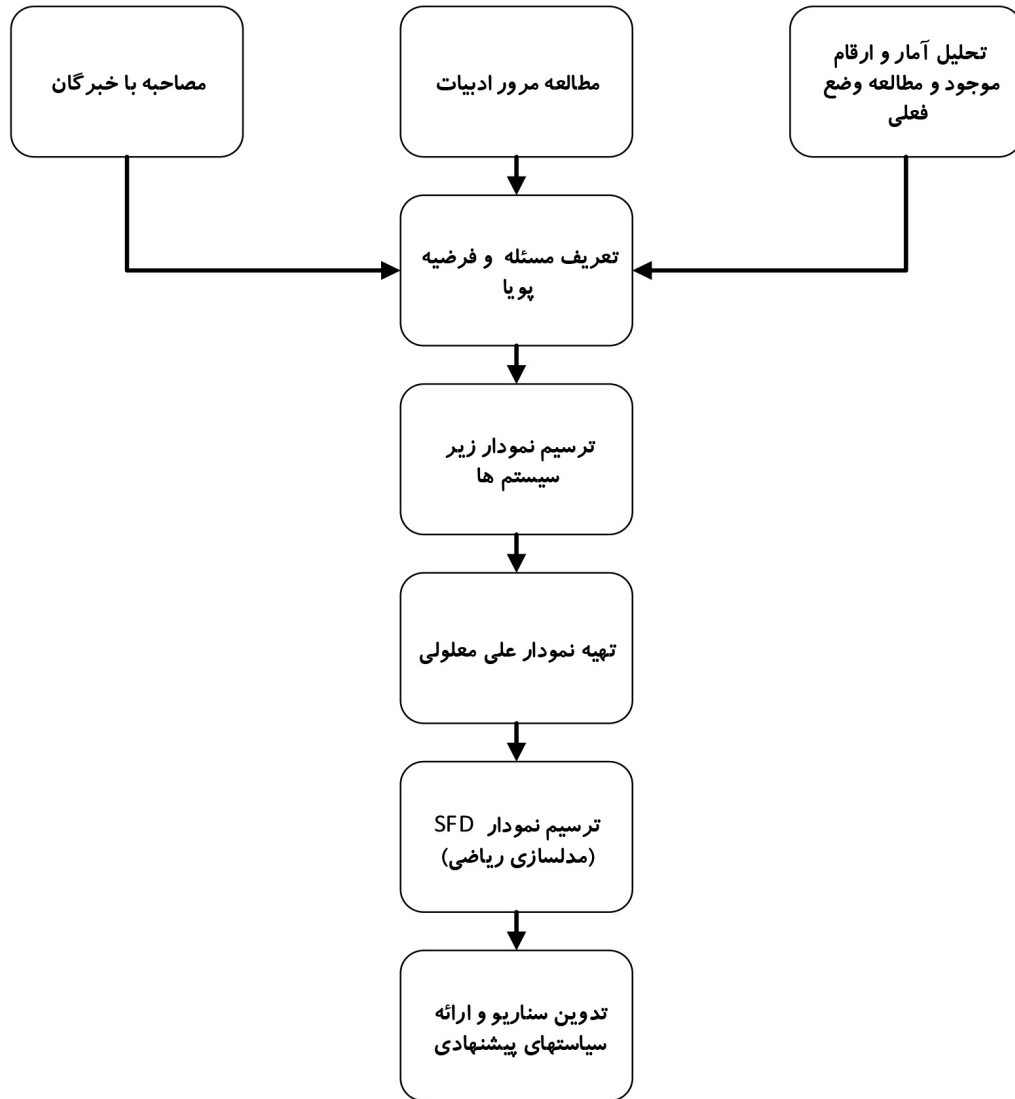 تحلیل آمار و ارقام
موجود و مطالعه وضع
فعلی
مطالعه مرور ادبیات
مصاحبه با خبرگان
تعریف مسئله و فرضیه
پویا
ترسیم نمودار زیر
سیستم ها
تهیه نمودار علی معلولی
ترسیم نمودار SFD
(مدلسازی ریاضی)
تدوین سناریو و ارائه
سیاستهای پیشنهادی